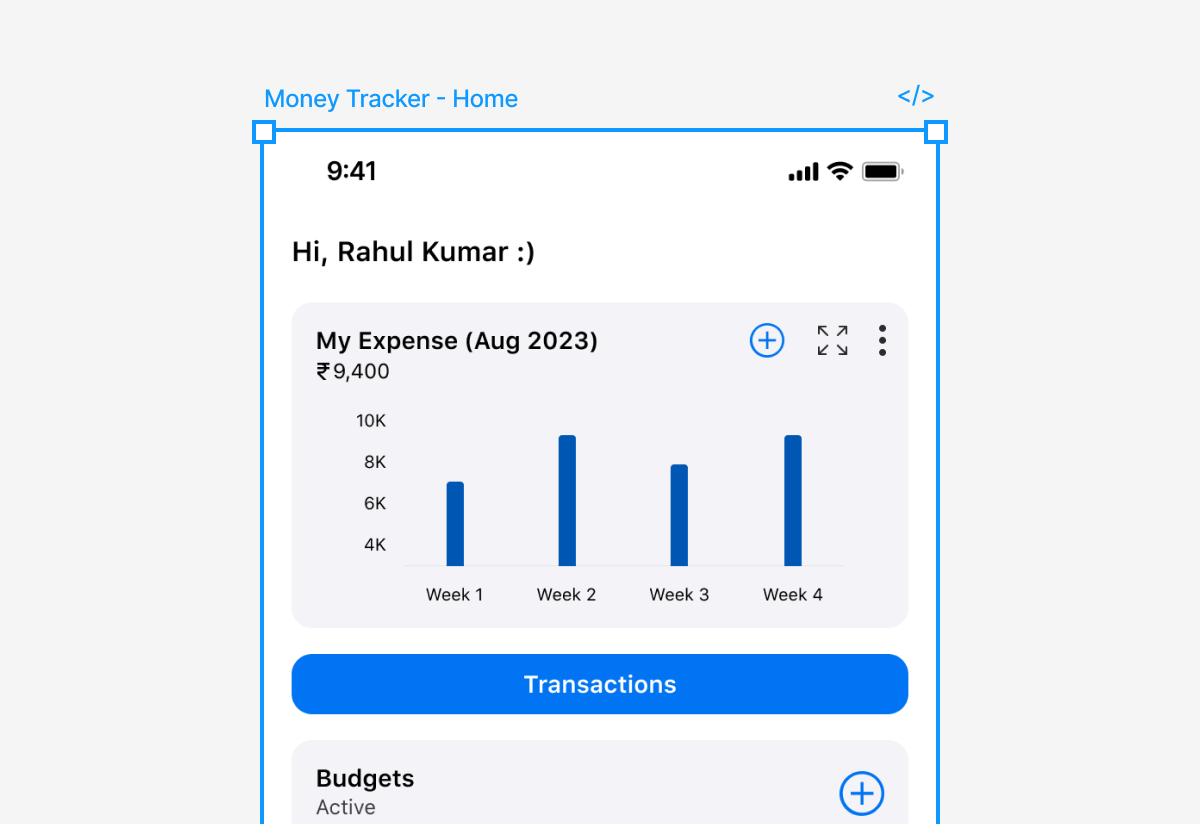 Money Tracker - Home </>
9:41
Hi, Rahul Kumar :)
My Expense (Aug 2023)
₹9,400
10K
8K
6K
4K
Week 1 Week 2 Week 3 Week 4
Transactions
Budgets
Active